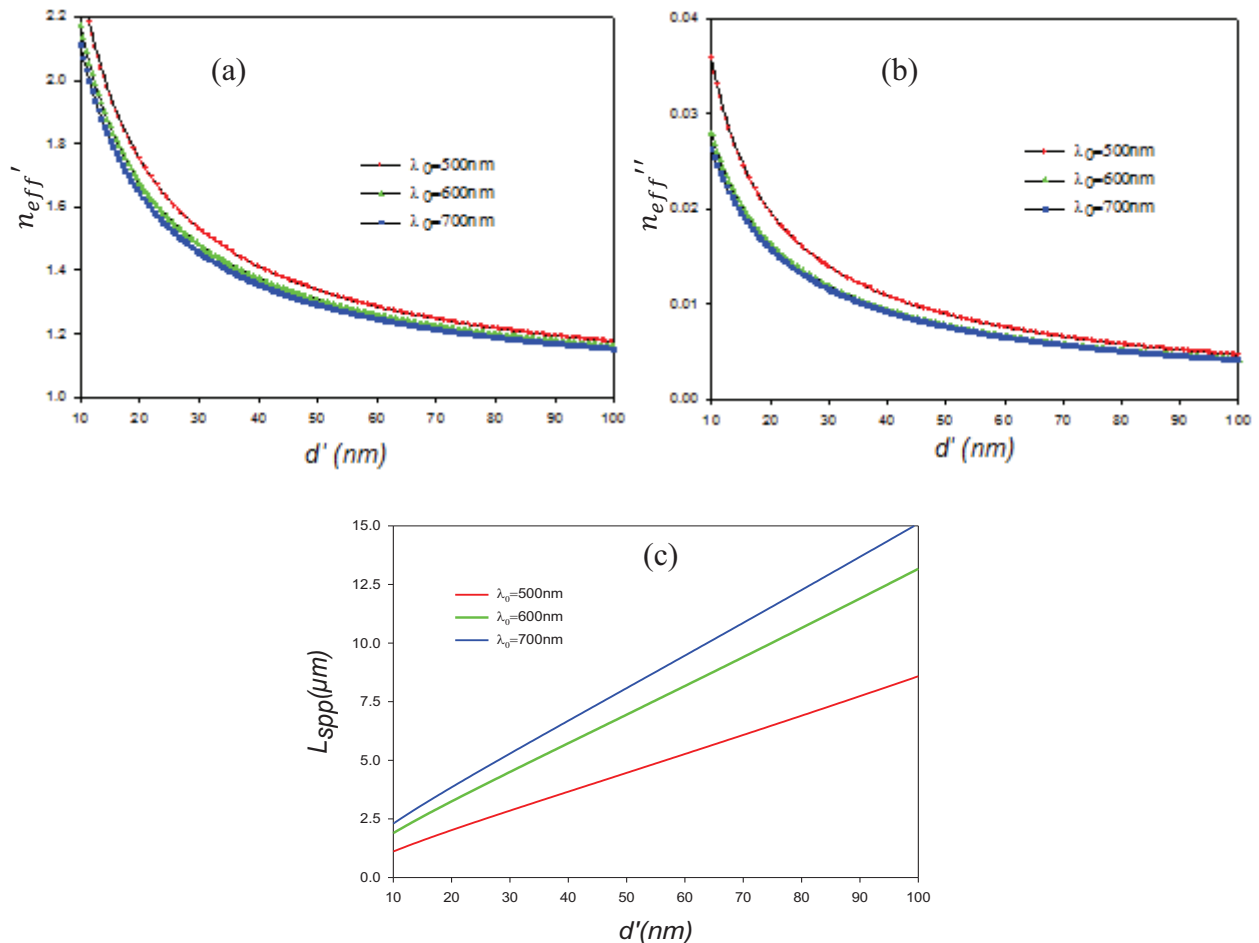 (a)
n_eff'
2.2
2.0
1.8
1.6
1.4
1.2
1.0
λ0=500nm
λ0=600nm
λ0=700nm
10 20 30 40 50 60 70 80 90 100
d' (nm)
(b)
n_eff''
0.04
0.03
0.02
0.01
0.00
λ0=500nm
λ0=600nm
λ0=700nm
10 20 30 40 50 60 70 80 90 100
d' (nm)
(c)
Lspp(μm)
15.0
12.5
10.0
7.5
5.0
2.5
0.0
λ0=500nm
λ0=600nm
λ0=700nm
10 20 30 40 50 60 70 80 90 100
d'(nm)